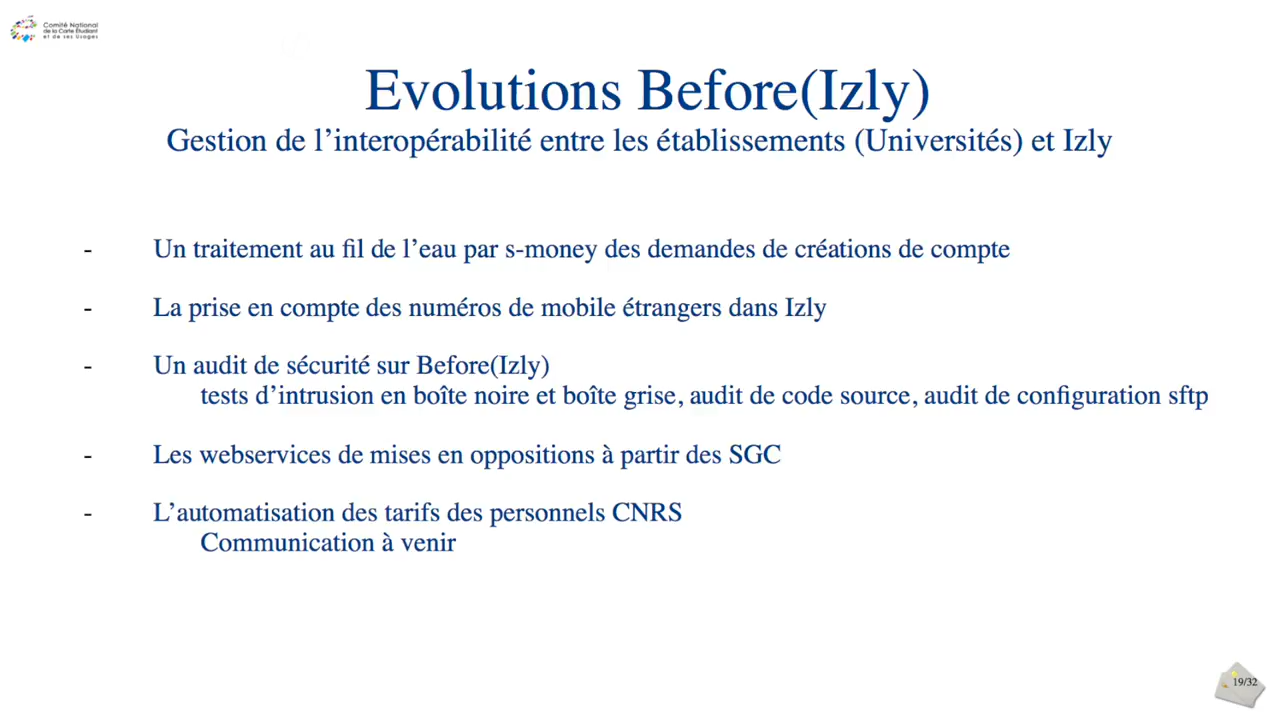 Comité National
de la Carte Étudiant
et de ses Usages
Evolutions Before(Izly)
Gestion de l’interopérabilité entre les établissements (Universités) et Izly
- Un traitement au fil de l’eau par s-money des demandes de créations de compte
- La prise en compte des numéros de mobile étrangers dans Izly
- Un audit de sécurité sur Before(Izly)
tests d’intrusion en boîte noire et boîte grise, audit de code source, audit de configuration sftp
- Les webservices de mises en oppositions à partir des SGC
- L’automatisation des tarifs des personnels CNRS
Communication à venir
19/32